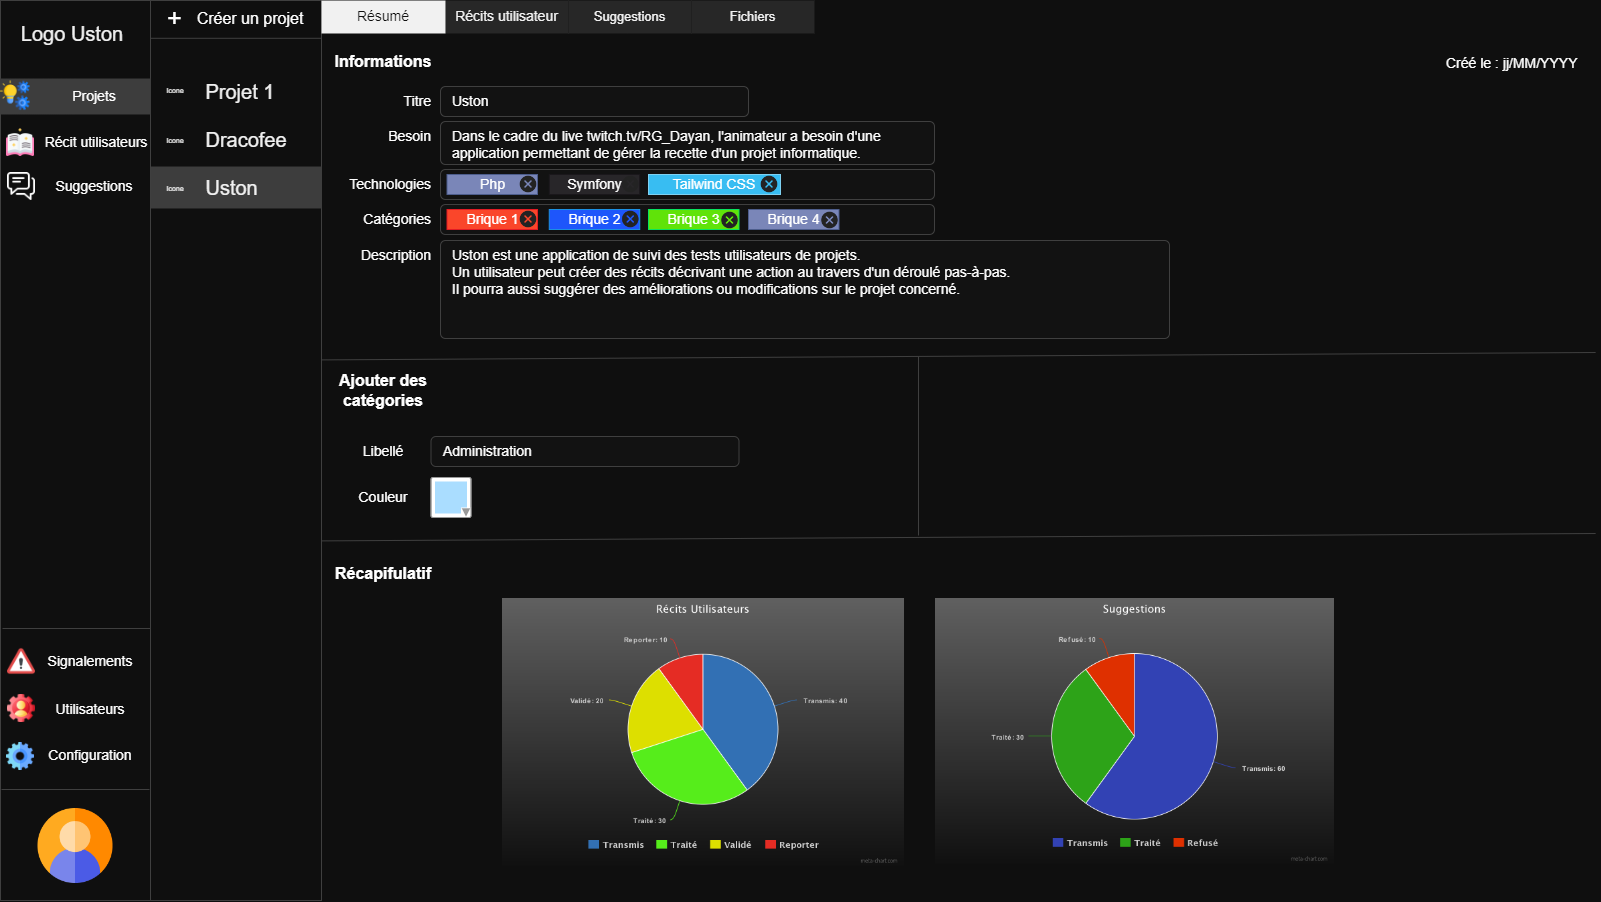 Logo Uston
Projets
Récit utilisateurs
Suggestions
Signalements
Utilisateurs
Configuration
+ Créer un projet
Icone Projet 1
Icone Dracofee
Icone Uston
Résumé Récits utilisateur Suggestions Fichiers
Informations
Créé le : jj/MM/YYYY
Titre Uston
Besoin Dans le cadre du live twitch.tv/RG_Dayan, l'animateur a besoin d'une
application permettant de gérer la recette d'un projet informatique.
Technologies Php Symfony Tailwind CSS
Catégories Brique 1 Brique 2 Brique 3 Brique 4
Description Uston est une application de suivi des tests utilisateurs de projets.
Un utilisateur peut créer des récits décrivant une action au travers d'un déroulé pas-à-pas.
Il pourra aussi suggérer des améliorations ou modifications sur le projet concerné.
Ajouter des
catégories
Libellé Administration
Couleur
Récapifulatif
Récits Utilisateurs
Reporter: 10
Validé: 20
Transmis: 40
Traité: 30
Transmis Traité Validé Reporter
meta-chart.com
Suggestions
Refusé: 10
Traité: 30
Transmis: 60
Transmis Traité Refusé
meta-chart.com